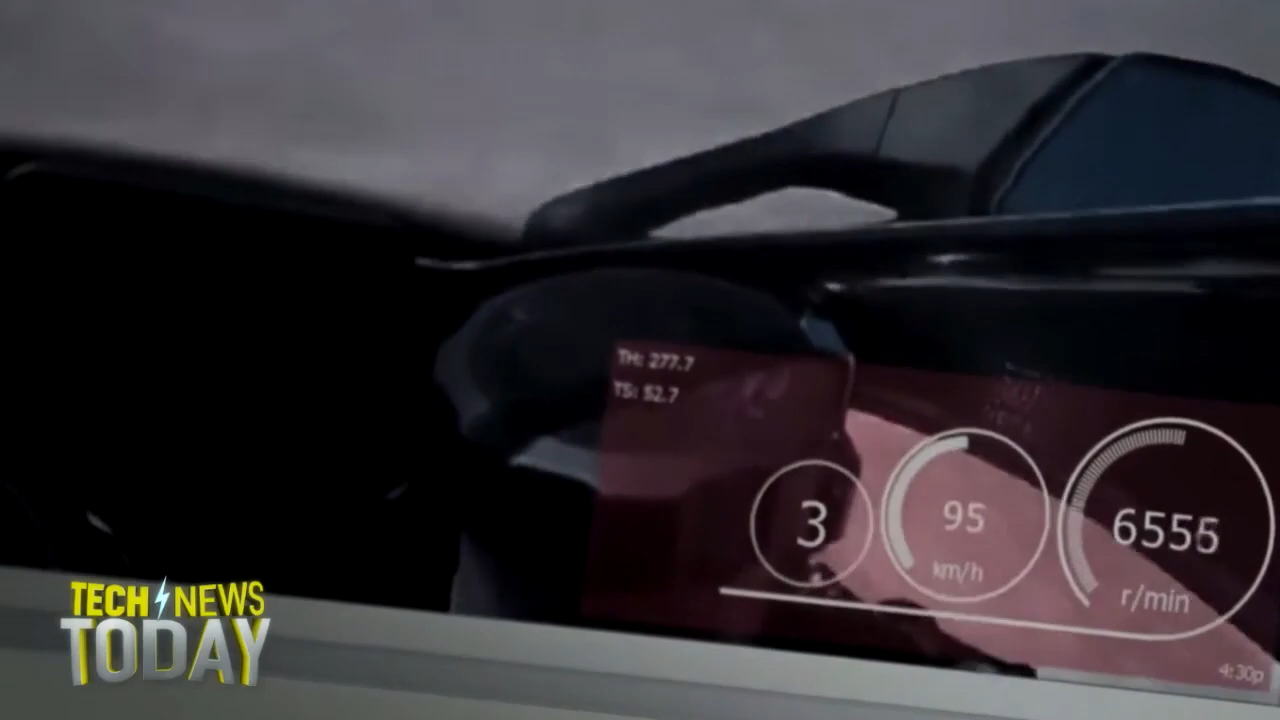 TH: 277.7
TS: 52.7
3
95
km/h
6556
r/min
4:30p
TECH NEWS
TODAY